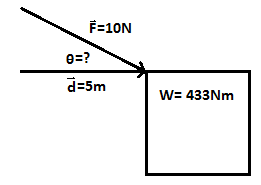 F⃗=10N
θ=?
d⃗=5m
W= 433Nm